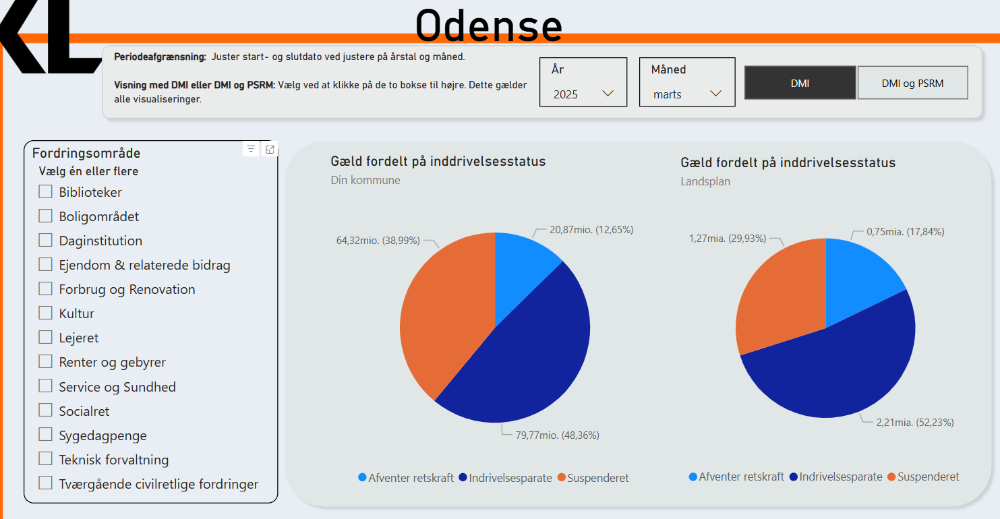 KL
Odense
Periodeafgrænsning: Juster start- og slutdato ved justere på årstal og måned.
Visning med DMI eller DMI og PSRM: Vælg ved at klikke på de to bokse til højre. Dette gælder
alle visualiseringer.
År
2025
Måned
marts
DMI
DMI og PSRM
Fordringsområde
Vælg én eller flere
Biblioteker
Boligområdet
Daginstitution
Ejendom & relaterede bidrag
Forbrug og Renovation
Kultur
Lejeret
Renter og gebyrer
Service og Sundhed
Socialret
Sygedagpenge
Teknisk forvaltning
Tværgående civilretlige fordringer
Gæld fordelt på inddrivelsesstatus
Din kommune
64,32mio. (38,99%)
20,87mio. (12,65%)
79,77mio. (48,36%)
Afventer retskraft Indrivelsesparate Suspenderet
Gæld fordelt på inddrivelsesstatus
Landsplan
1,27mia. (29,93%)
0,75mia. (17,84%)
2,21mia. (52,23%)
Afventer retskraft Indrivelsesparate Suspenderet